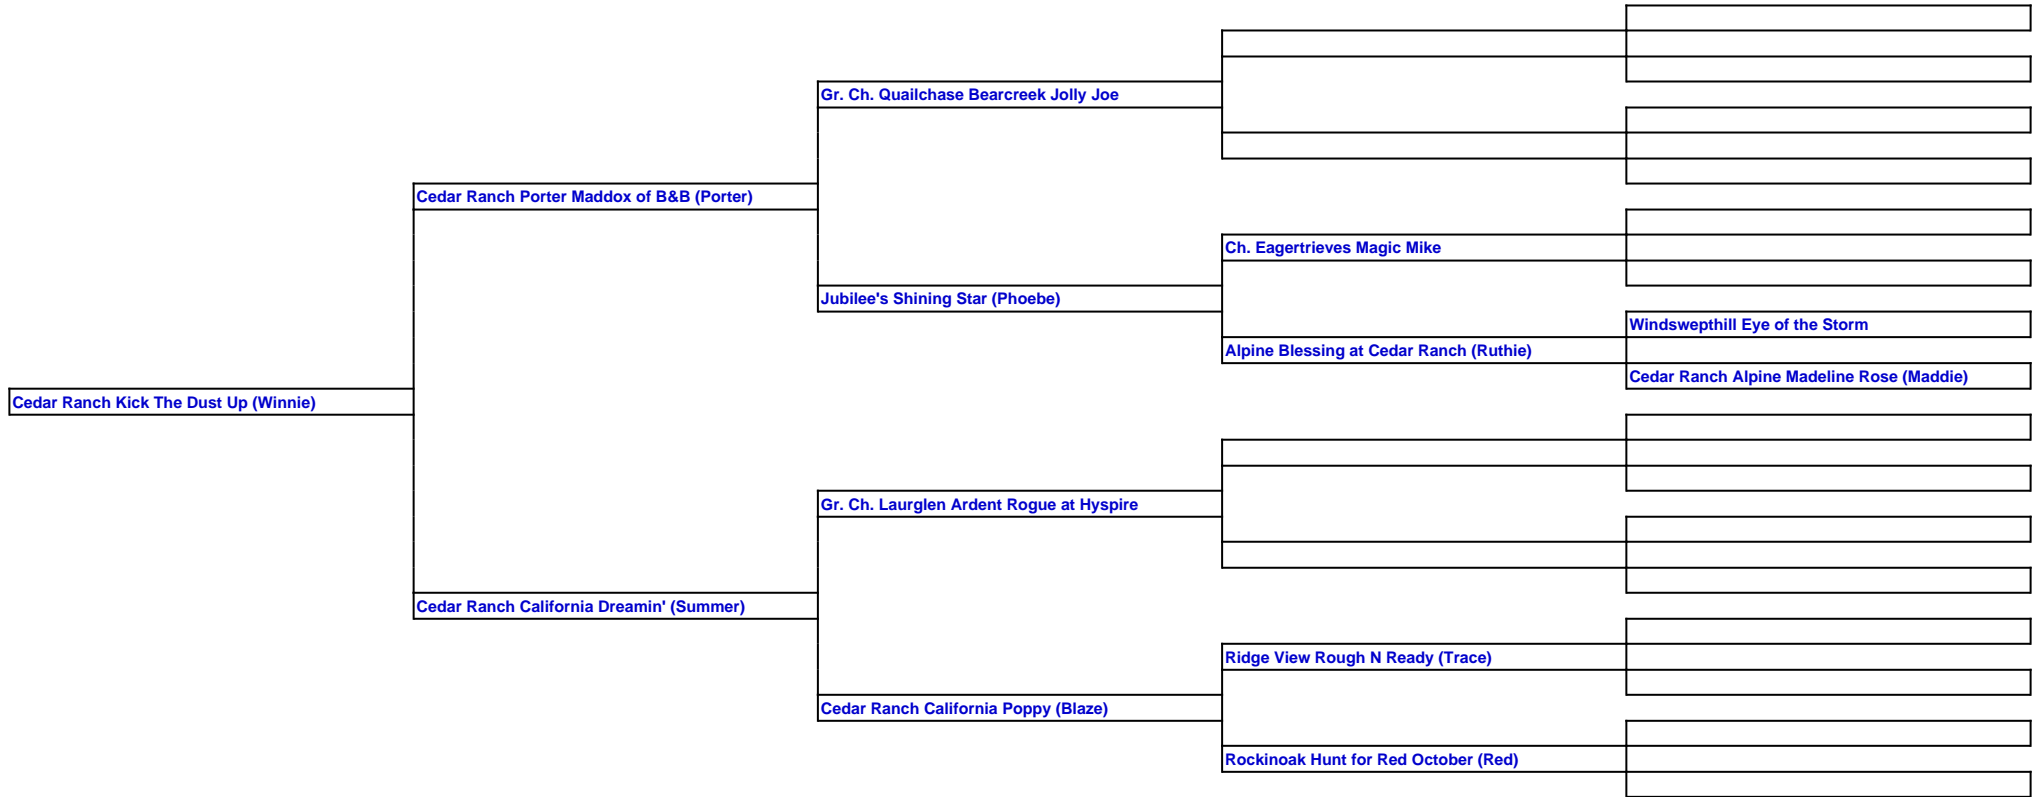 Gr. Ch. Quailchase Bearcreek Jolly Joe
Cedar Ranch Porter Maddox of B&B (Porter)
Ch. Eagertrieves Magic Mike
Jubilee's Shining Star (Phoebe)
Windswepthill Eye of the Storm
Alpine Blessing at Cedar Ranch (Ruthie)
Cedar Ranch Alpine Madeline Rose (Maddie)
Cedar Ranch Kick The Dust Up (Winnie)
Gr. Ch. Laurglen Ardent Rogue at Hyspire
Cedar Ranch California Dreamin' (Summer)
Ridge View Rough N Ready (Trace)
Cedar Ranch California Poppy (Blaze)
Rockinoak Hunt for Red October (Red)